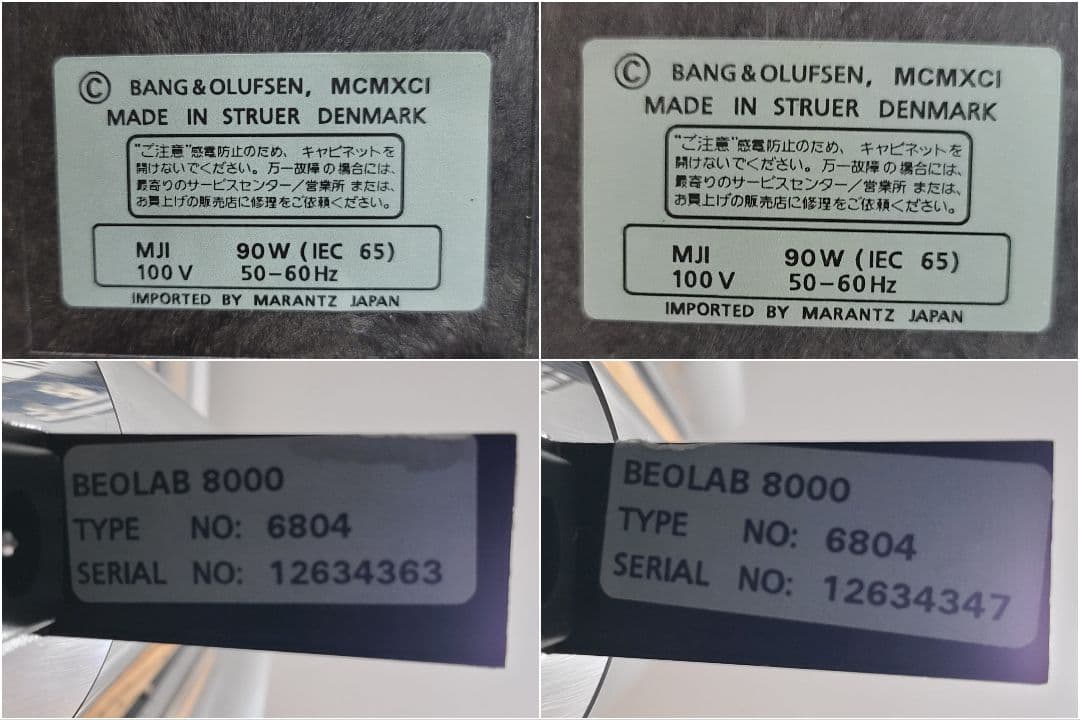 © BANG & OLUFSEN, MCMXCI
MADE IN STRUER DENMARK
"ご注意"感電防止のため、 キャビネットを
開けないでください。万一故障の場合には、
最寄りのサービスセンター／営業所 または、
お買上げの販売店に修理をご依頼ください。
MJI 90W (IEC 65)
100V 50–60Hz
IMPORTED BY MARANTZ JAPAN
© BANG & OLUFSEN, MCMXCI
MADE IN STRUER DENMARK
"ご注意"感電防止のため、 キャビネットを
開けないでください。万一故障の場合には、
最寄りのサービスセンター／営業所 または、
お買上げの販売店に修理をご依頼ください。
MJI 90W (IEC 65)
100V 50–60Hz
IMPORTED BY MARANTZ JAPAN
BEOLAB 8000
TYPE NO: 6804
SERIAL NO: 12634363
BEOLAB 8000
TYPE NO: 6804
SERIAL NO: 12634347